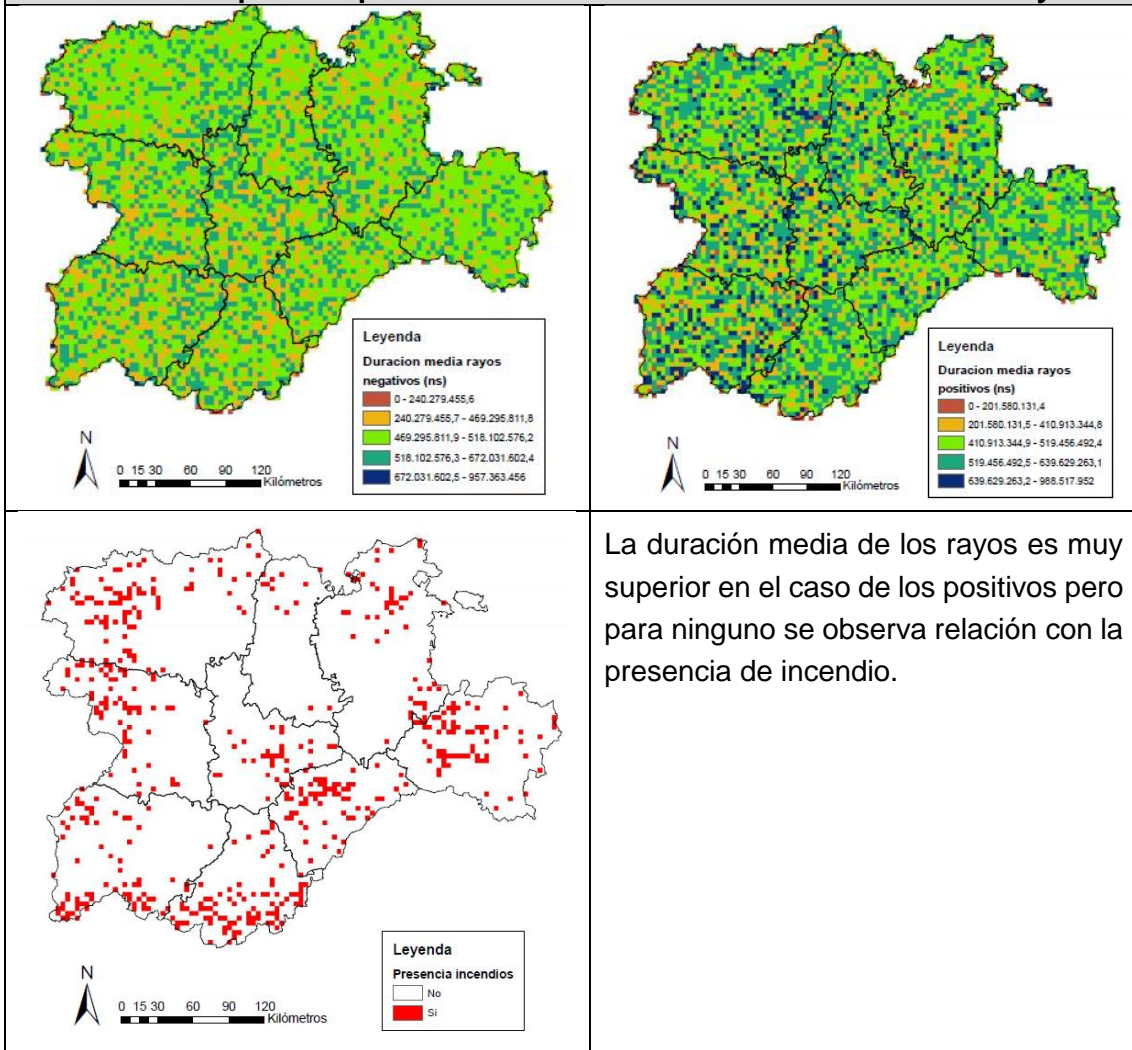 Leyenda
Duracion media rayos
negativos (ns)
0 - 240.279.455,6
240.279.455,7 - 469.295.811,8
469.295.811,9 - 518.102.576,2
518.102.576,3 - 672.031.602,4
672.031.602,5 - 957.363.456
N
0 15 30 60 90 120
Kilómetros
Leyenda
Duracion media rayos
positivos (ns)
0 - 201.580.131,4
201.580.131,5 - 410.913.344,8
410.913.344,9 - 519.456.492,4
519.456.492,5 - 639.629.263,1
639.629.263,2 - 988.517.952
N
0 15 30 60 90 120
Kilómetros
Leyenda
Presencia incendios
No
Si
N
0 15 30 60 90 120
Kilómetros
La duración media de los rayos es muy
superior en el caso de los positivos pero
para ninguno se observa relación con la
presencia de incendio.